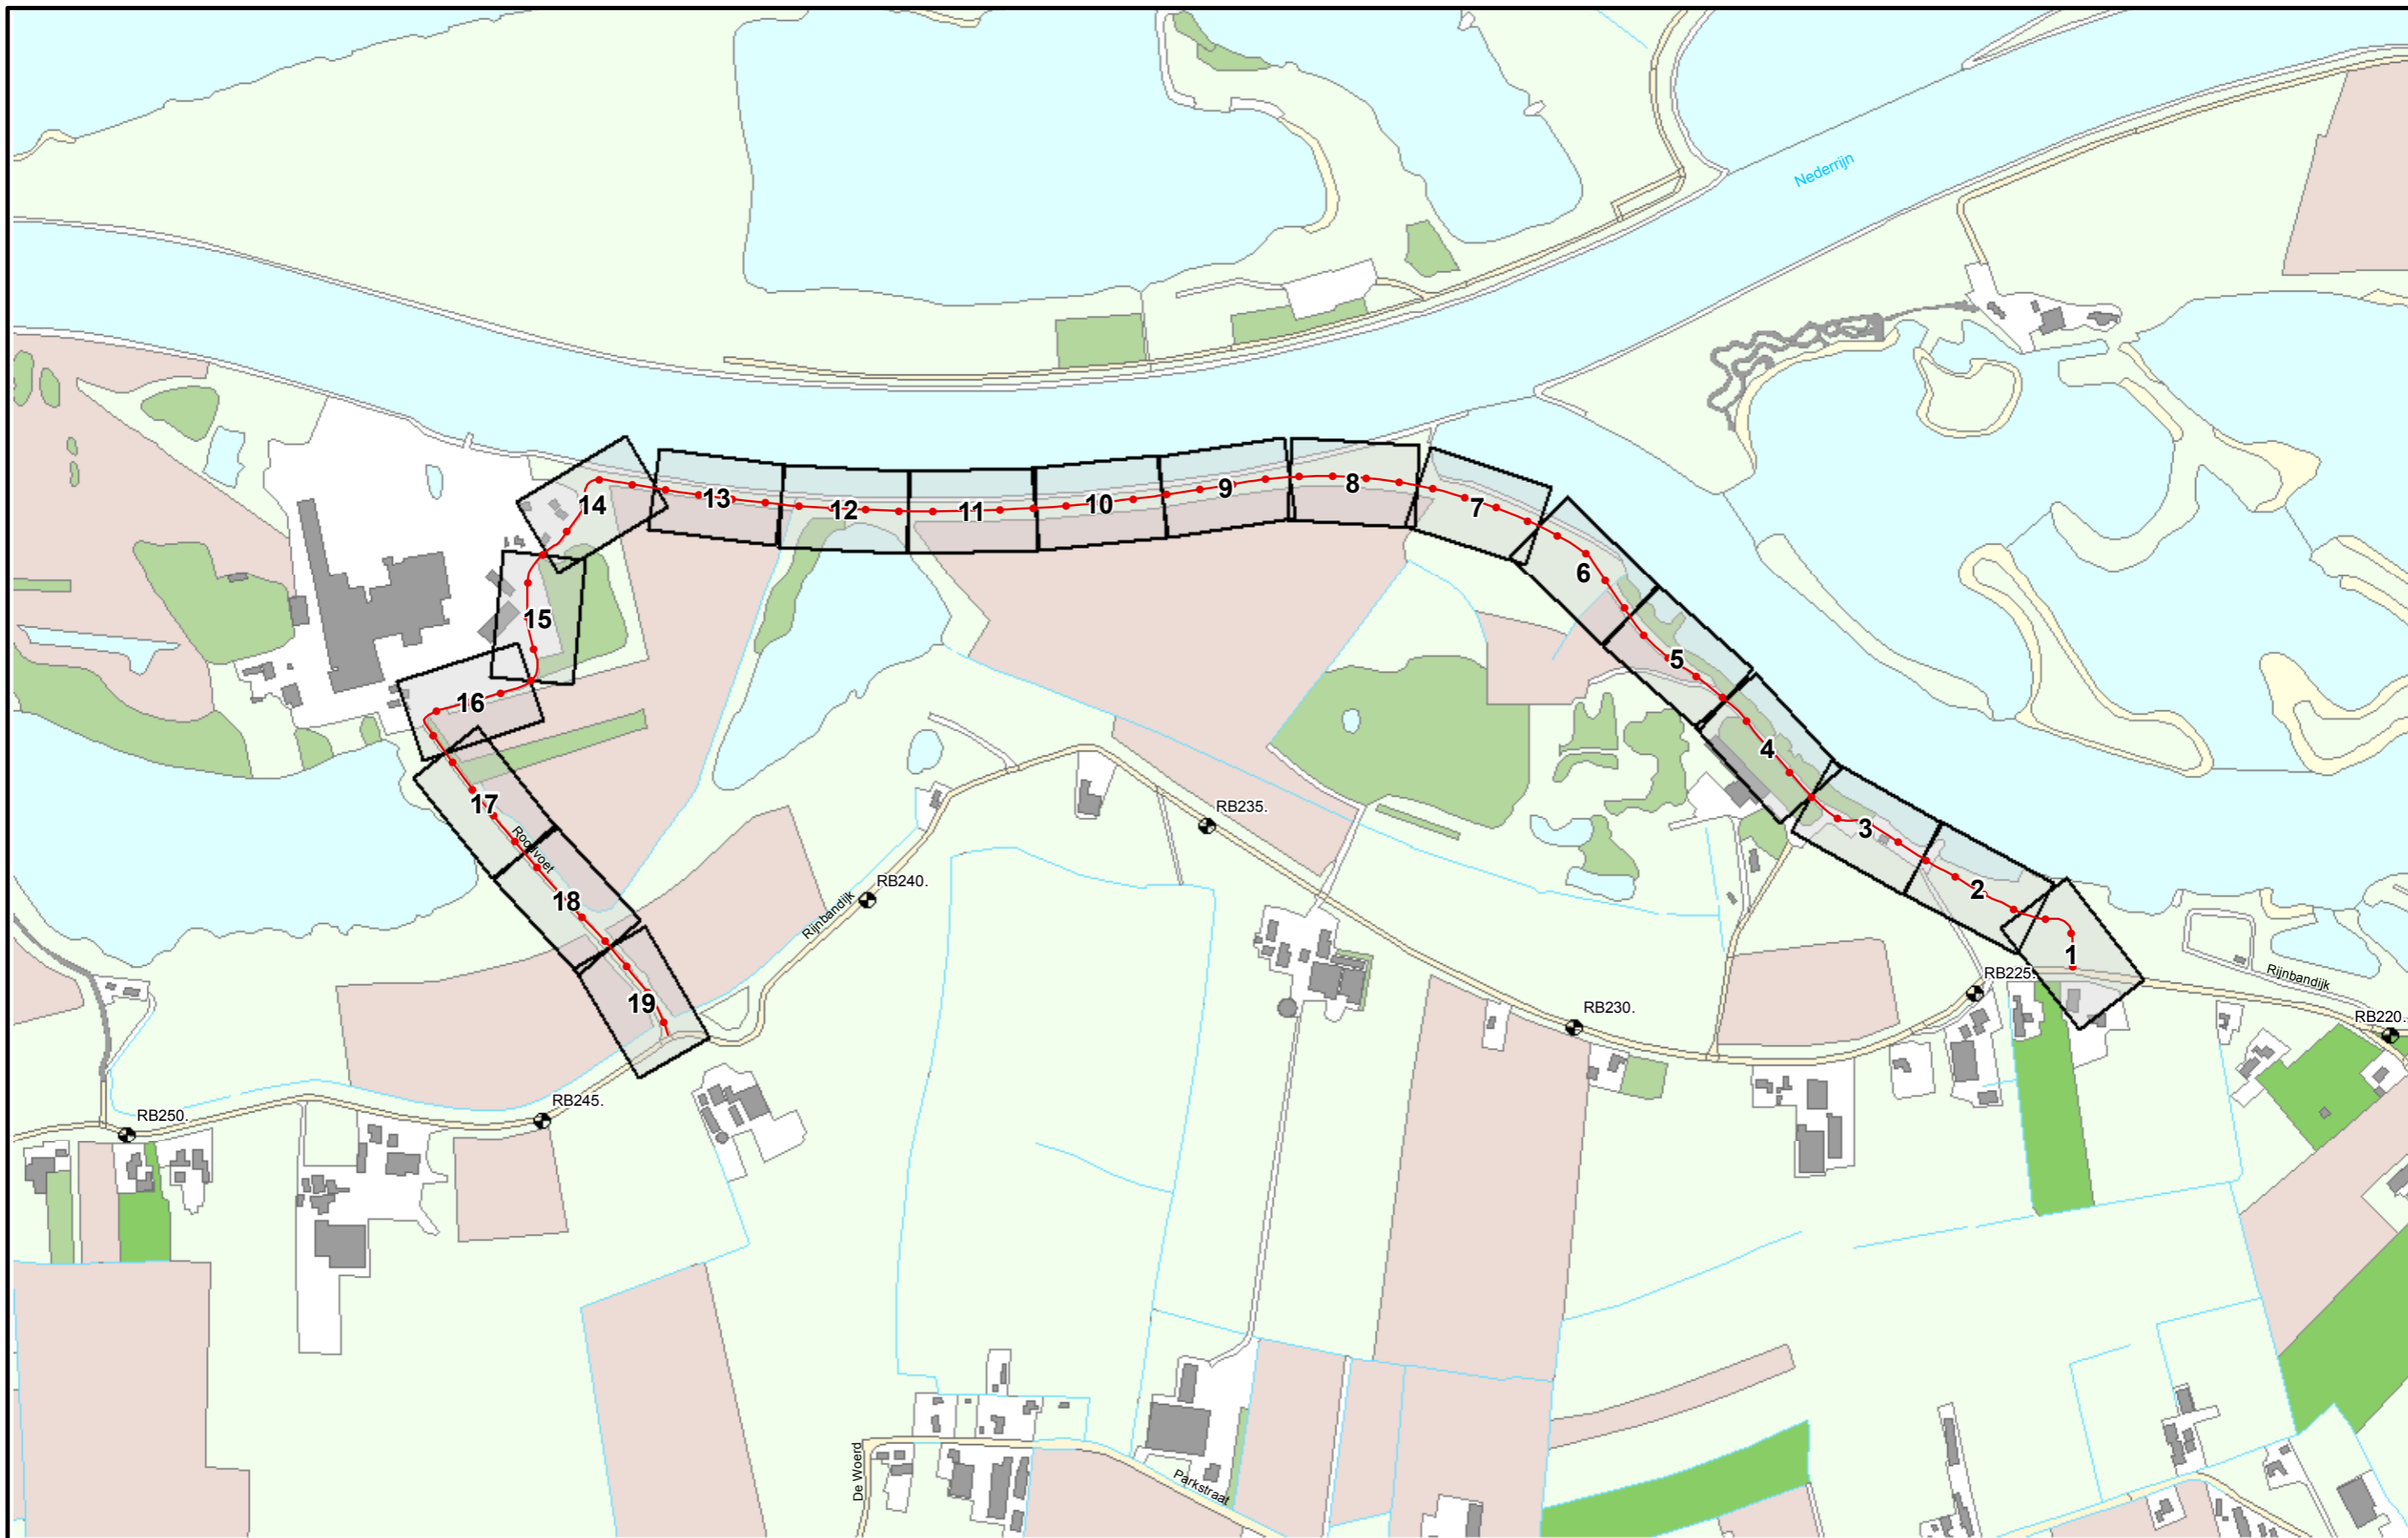 Nederrijn
14
13
12
11
10
9
8
7
6
15
5
16
4
17
Roodvoet
RB235.
3
RB240.
Rijnbandijk
2
18
1
RB225.
Rijnbandijk
19
RB230.
RB220.
RB245.
RB250.
De Woerd
Parkstraat